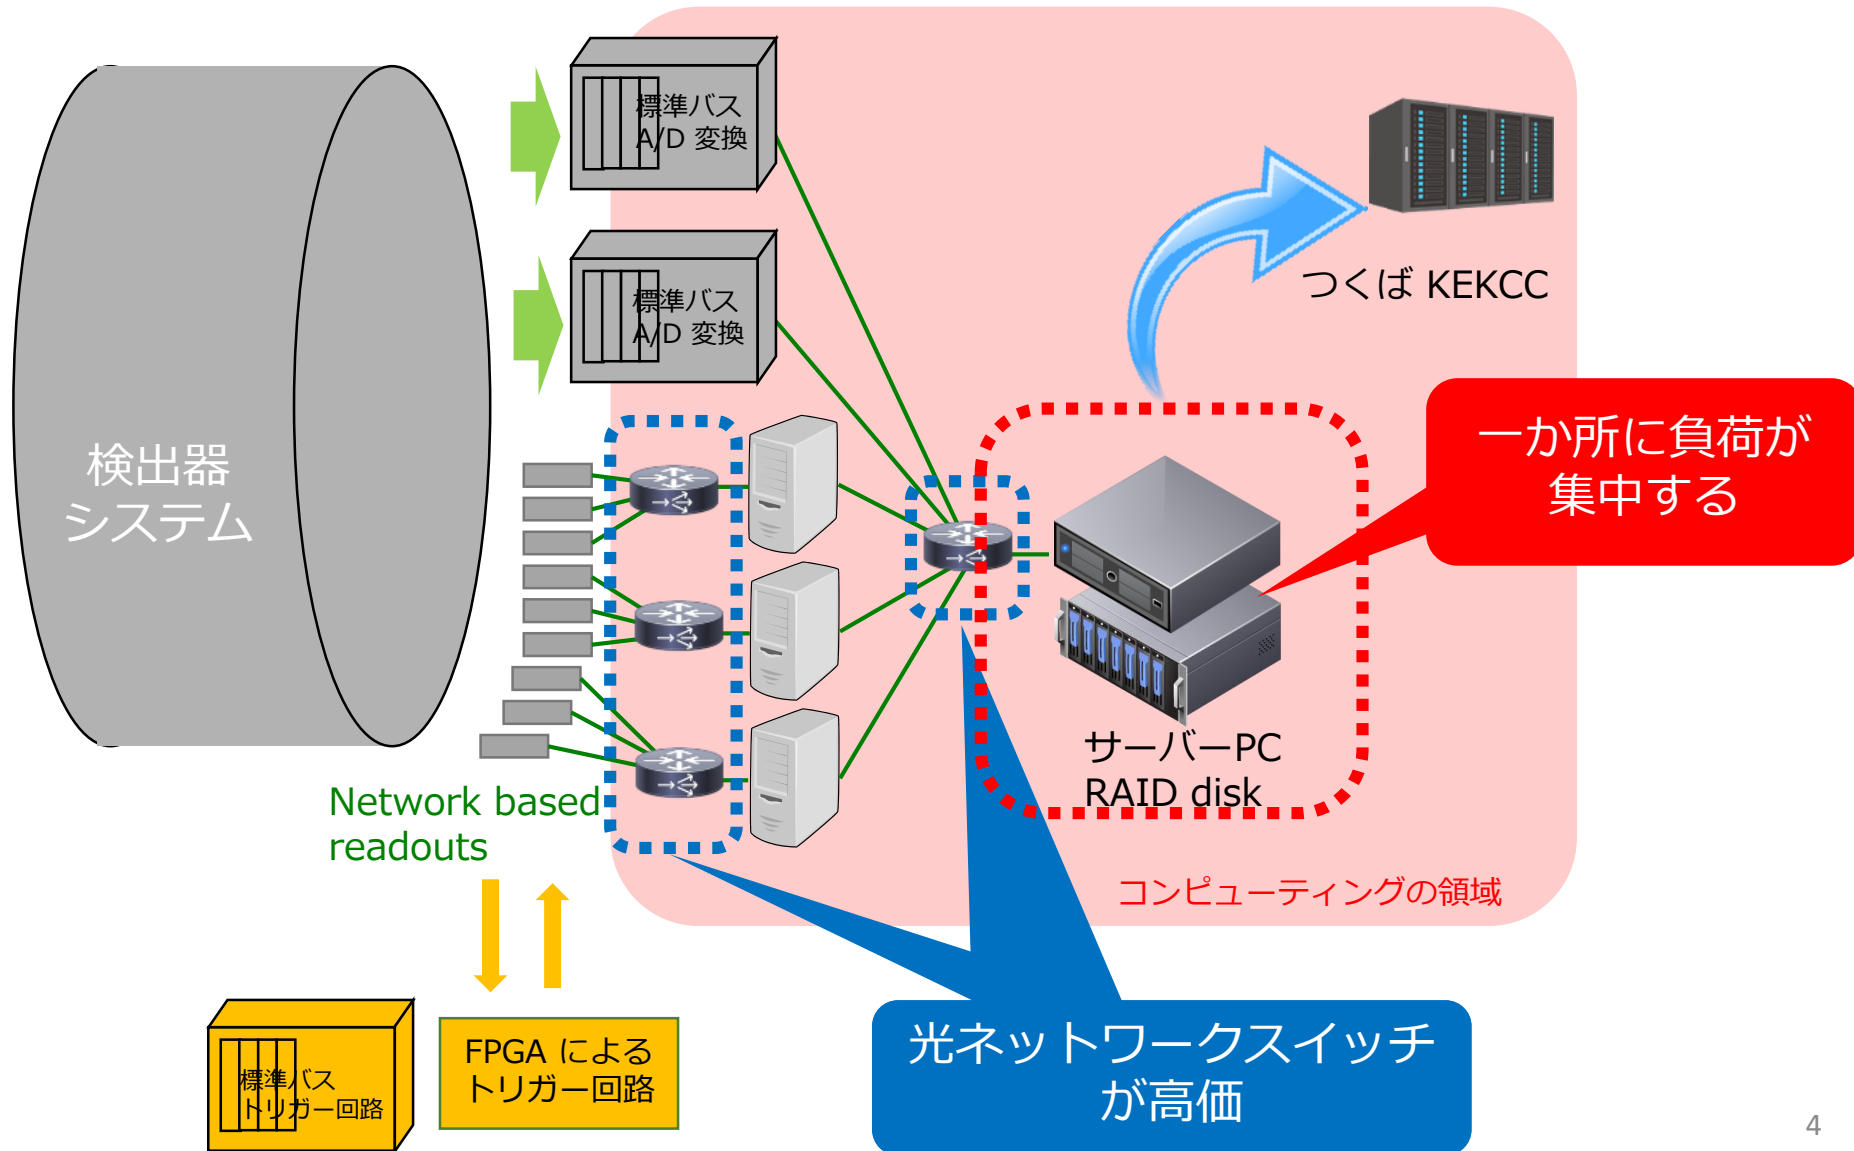 標準バス
A/D 変換
標準バス
A/D 変換
つくば KEKCC
一か所に負荷が
集中する
検出器
システム
サーバーPC
RAID disk
Network based
readouts
コンピューティングの領域
標準バス
トリガー回路
FPGA による
トリガー回路
光ネットワークスイッチ
が高価
4